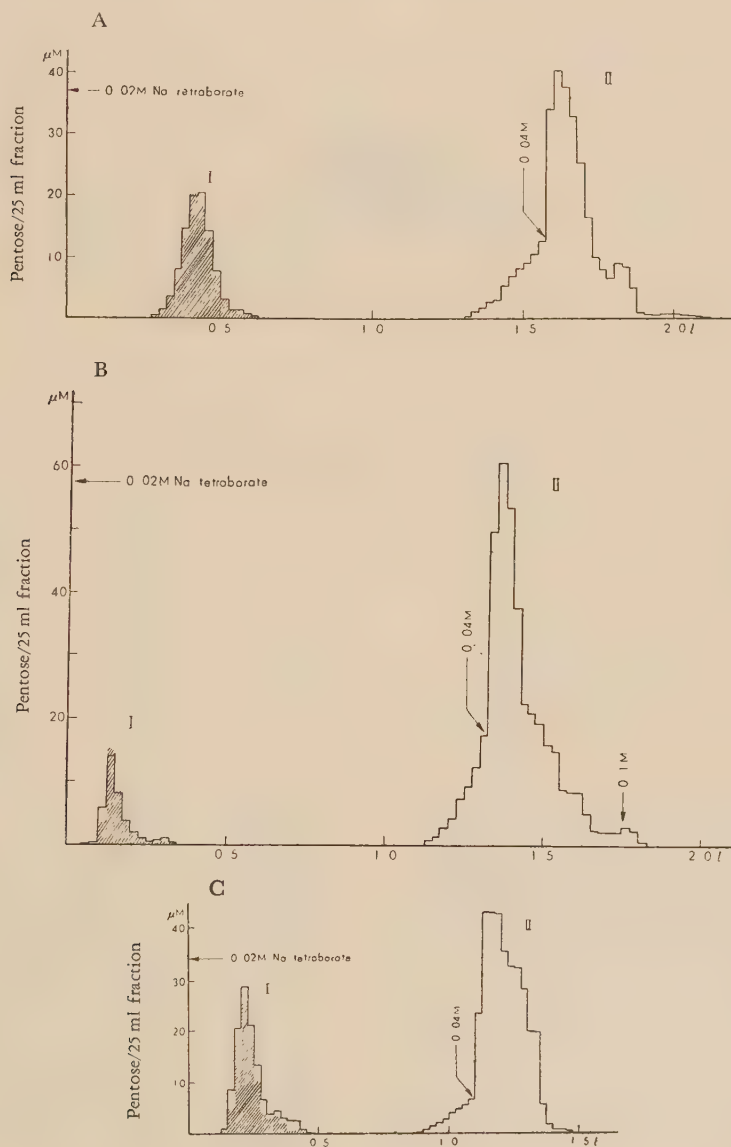 A
μM
40
30
20
10
Pentose/25 ml fraction
0 02M Na retraborate
I
0 04M
II
0 5
1 0
1 5
2 0 l
B
μM
60
40
20
Pentose/25 ml fraction
0 02M Na tetroborate
I
0 04M
II
0 1M
0 5
1 0
1 5
2 0 l
C
μM
40
30
20
10
Pentose/25 ml fraction
0 02M Na tetroborate
I
0 04M
II
0 5
1 0
1 5 l